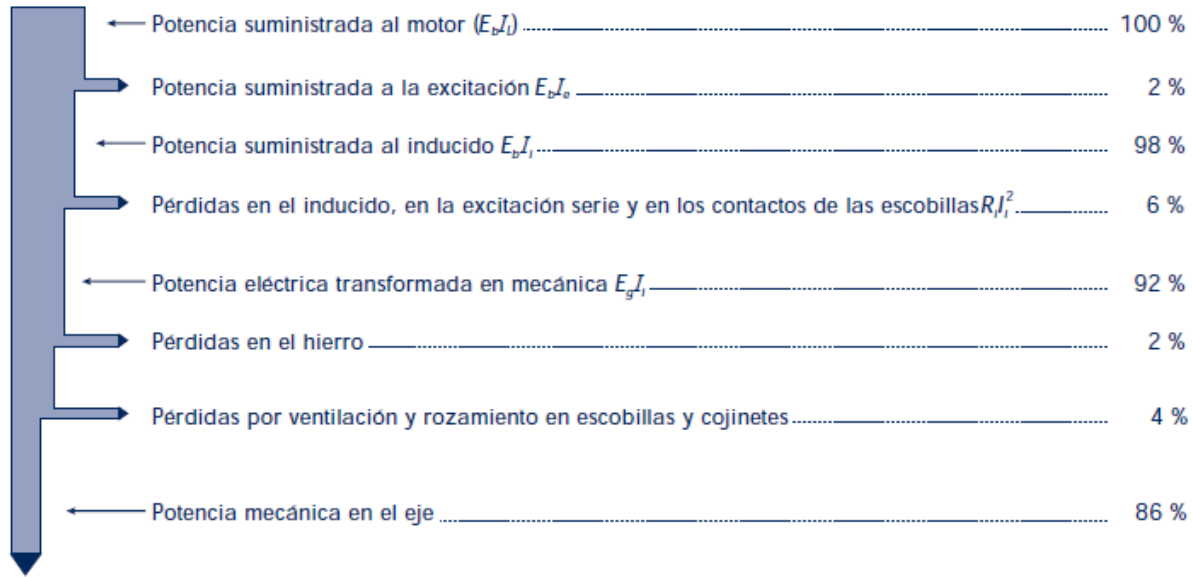 Potencia suministrada al motor (EbIl) 100 %
Potencia suministrada a la excitación EbIe 2 %
Potencia suministrada al inducido EbIi 98 %
Pérdidas en el inducido, en la excitación serie y en los contactos de las escobillas RiIi² 6 %
Potencia eléctrica transformada en mecánica EgIi 92 %
Pérdidas en el hierro 2 %
Pérdidas por ventilación y rozamiento en escobillas y cojinetes 4 %
Potencia mecánica en el eje 86 %